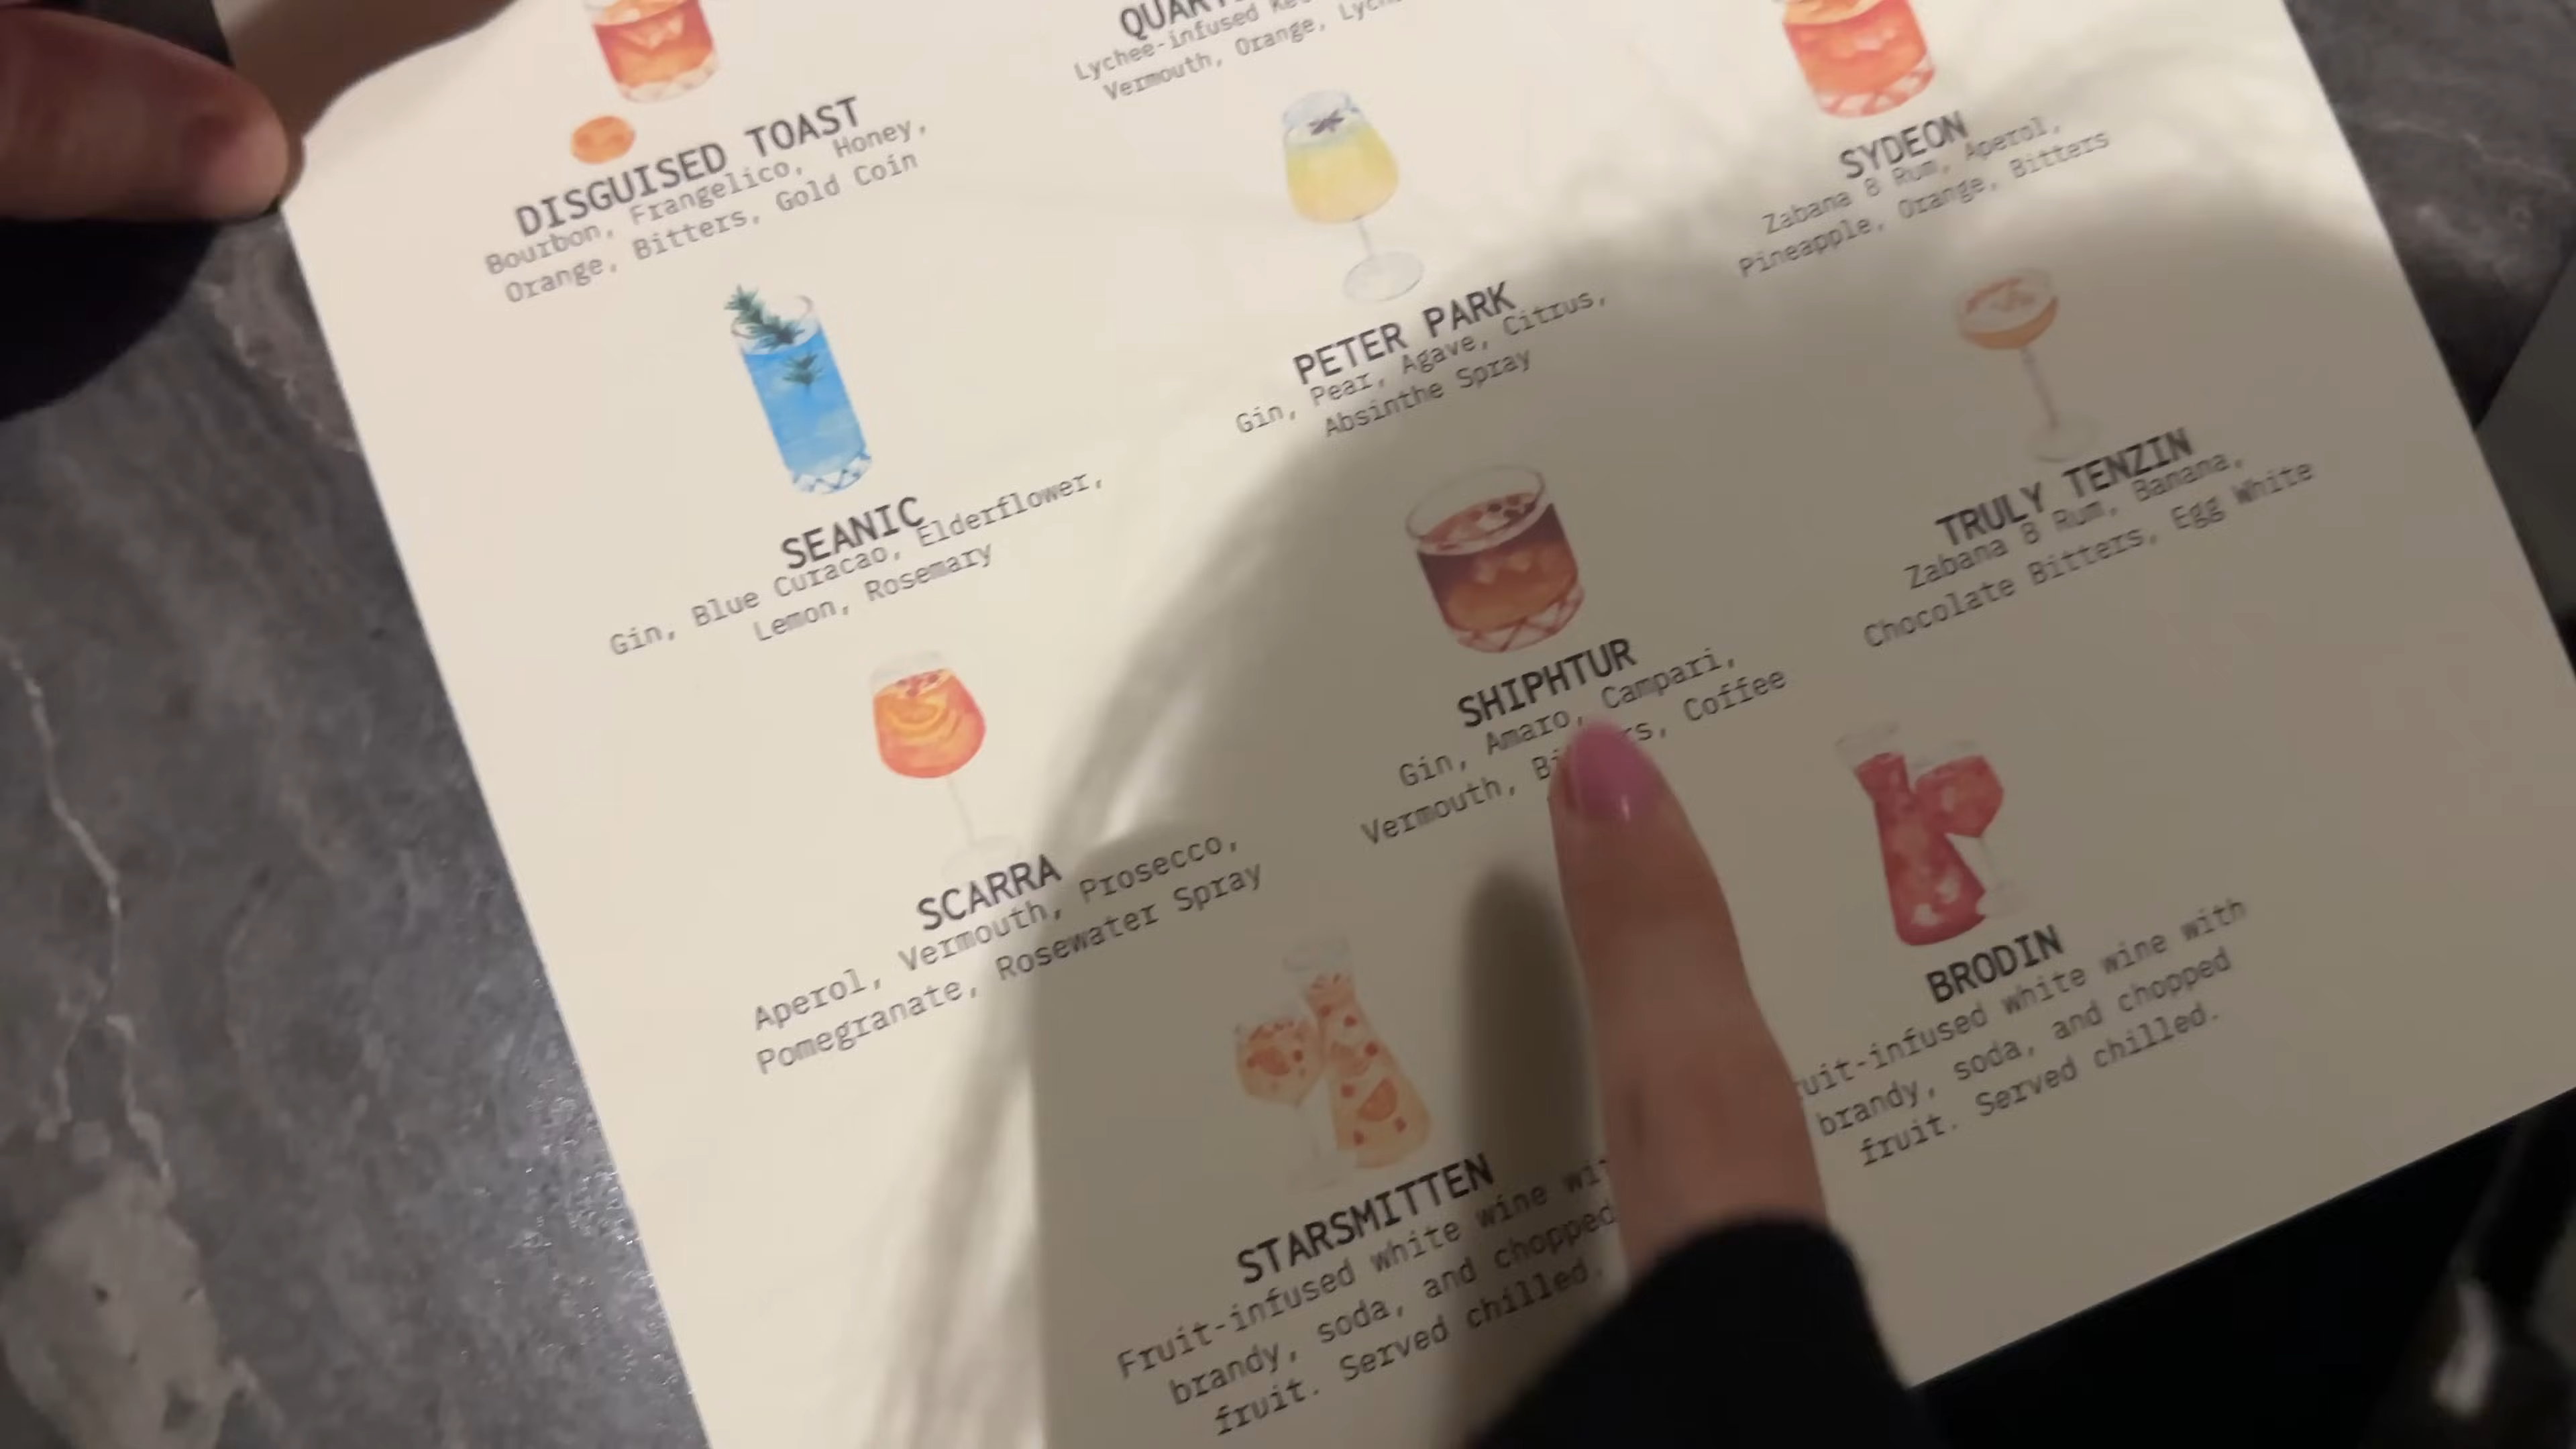 Lychee-infused
Vermouth, Orange,
DISGUISED TOAST
Bourbon, Frangelico, Honey,
Orange, Bitters, Gold Coin
SYDEON
Zabana 8 Rum, Aperol,
Pineapple, Orange, Bitters
PETER PARK
Gin, Pear, Agave, Citrus,
Absinthe Spray
SEANIC
Gin, Blue Curacao, Elderflower,
Lemon, Rosemary
TRULY TENZIN
Zabana 8 Rum, Banana,
Chocolate Bitters, Egg White
SHIPHTUR
Gin, Amaro, Campari,
Vermouth, Coffee
SCARRA
Aperol, Vermouth, Prosecco,
Pomegranate, Rosewater Spray
BRODIN
white wine with
brandy, soda, and chopped
fruit. Served chilled.
STARSMITTEN
Fruit-infused white wine
brandy, soda, and chopped
fruit. Served chilled.